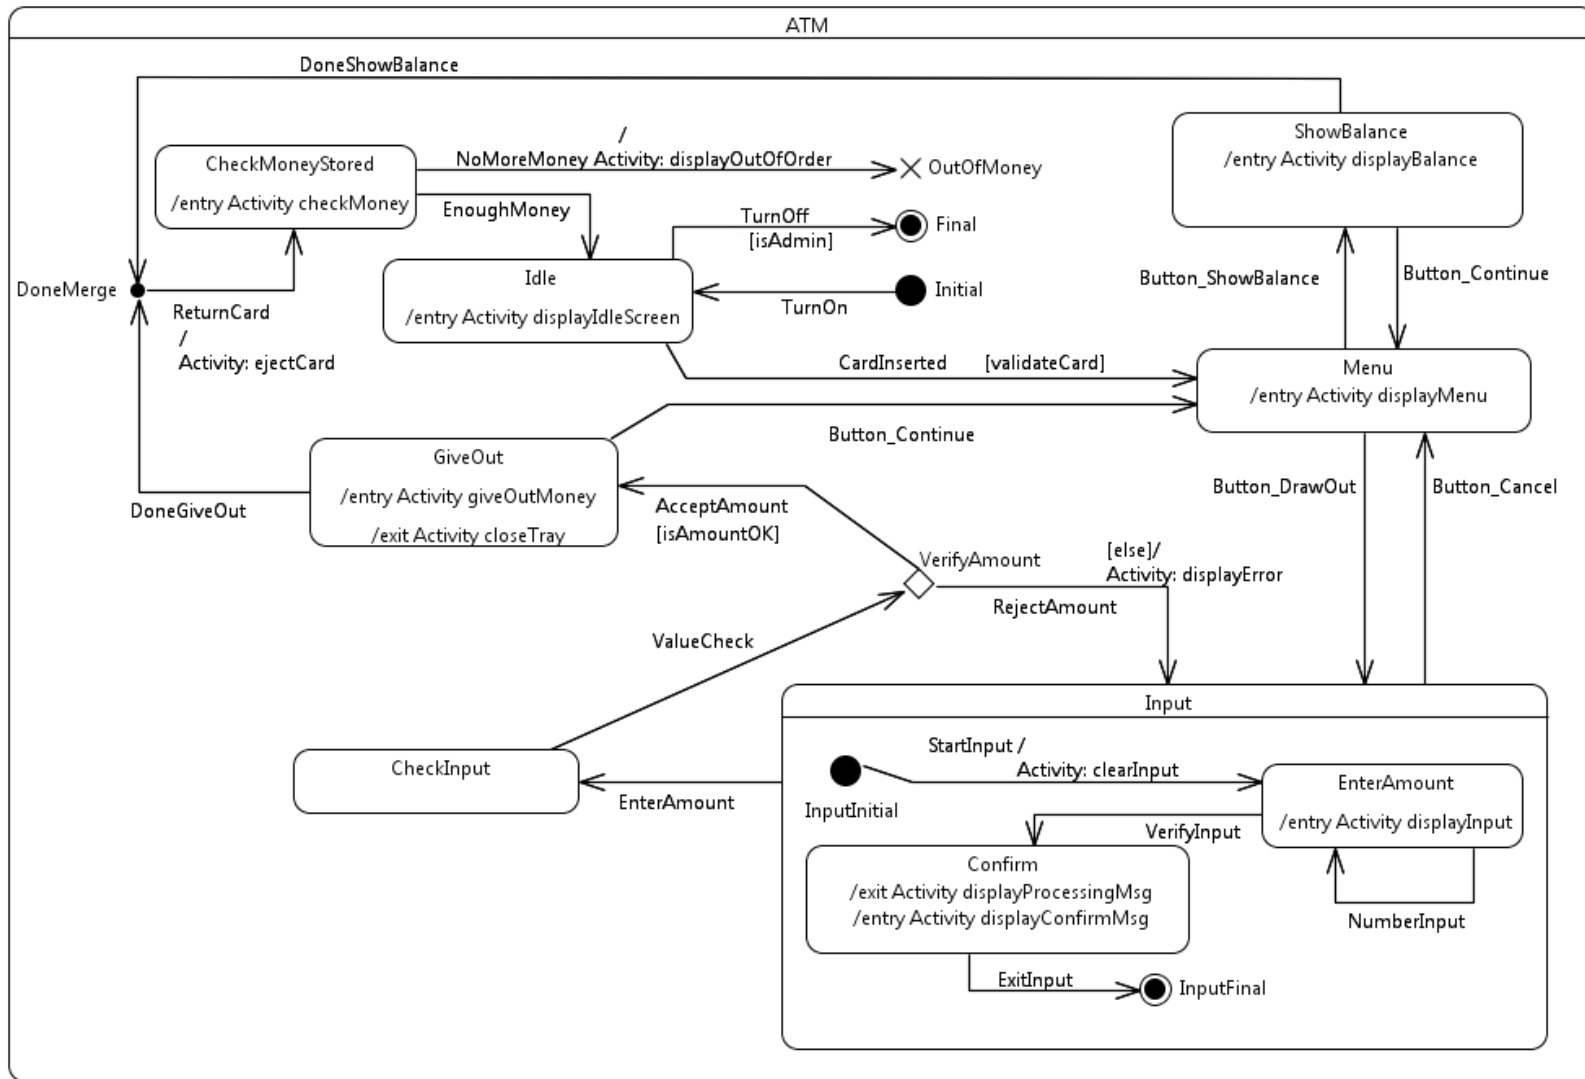 ATM
DoneShowBalance
ShowBalance
/entry Activity displayBalance
CheckMoneyStored
/entry Activity checkMoney
/
NoMoreMoney Activity: displayOutOfOrder
OutOfMoney
EnoughMoney
TurnOff
[isAdmin]
Final
Idle
/entry Activity displayIdleScreen
TurnOn
Initial
DoneMerge
ReturnCard
/
Activity: ejectCard
Button_ShowBalance
Button_Continue
CardInserted [validateCard]
Menu
/entry Activity displayMenu
Button_Continue
GiveOut
/entry Activity giveOutMoney
/exit Activity closeTray
DoneGiveOut
AcceptAmount
[isAmountOK]
Button_DrawOut
Button_Cancel
VerifyAmount
[else]/
Activity: displayError
RejectAmount
ValueCheck
Input
CheckInput
EnterAmount
StartInput /
Activity: clearInput
InputInitial
EnterAmount
/entry Activity displayInput
VerifyInput
Confirm
/exit Activity displayProcessingMsg
/entry Activity displayConfirmMsg
NumberInput
ExitInput
InputFinal